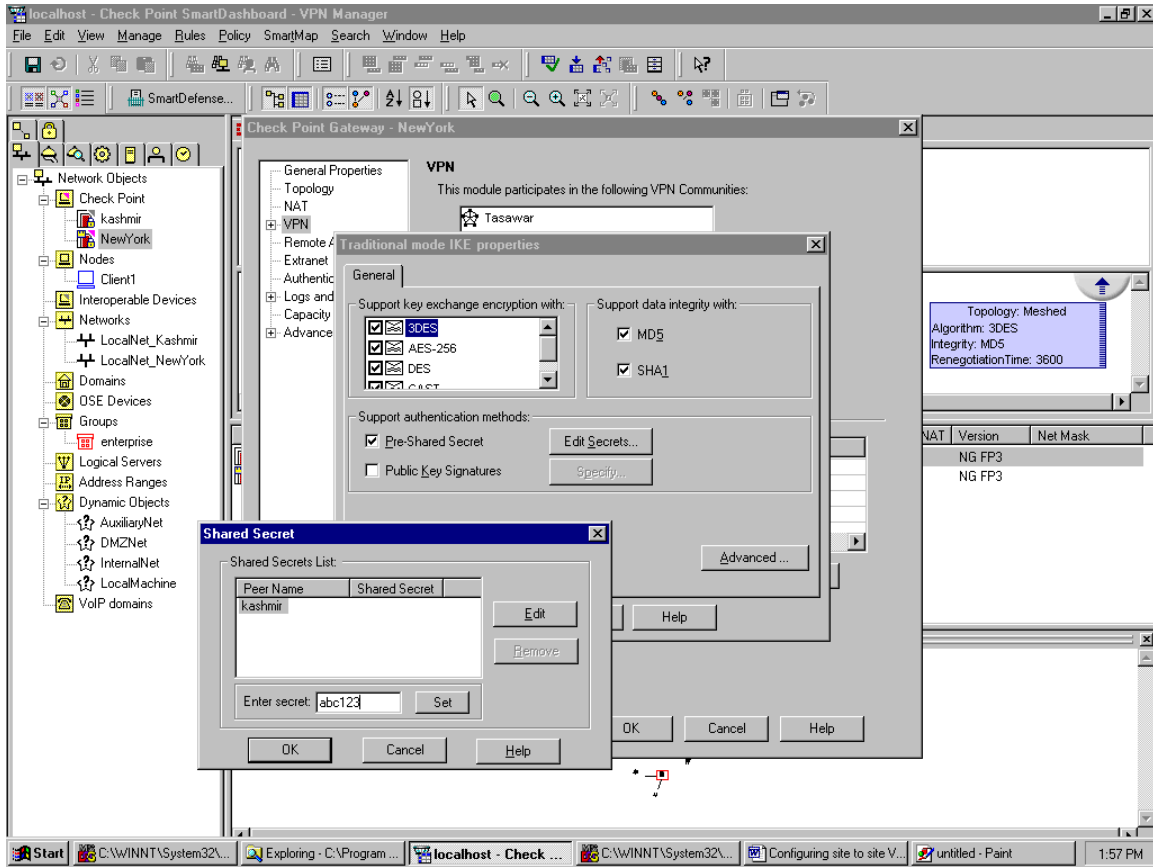 localhost - Check Point SmartDashboard - VPN Manager
File Edit View Manage Rules Policy SmartMap Search Window Help
SmartDefense...
Network Objects
Check Point
kashmir
NewYork
Nodes
Client1
Interoperable Devices
Networks
LocalNet_Kashmir
LocalNet_NewYork
Domains
OSE Devices
Groups
enterprise
Logical Servers
Address Ranges
Dynamic Objects
AuxiliaryNet
DMZNet
InternalNet
LocalMachine
VoIP domains
Check Point Gateway - NewYork
General Properties
Topology
NAT
VPN
Remote A
Extranet
Authentic
Logs and
Capacity
Advance
VPN
This module participates in the following VPN Communities:
Tasawar
Traditional mode IKE properties
General
Support key exchange encryption with:
3DES
AES-256
DES
CAST
Support data integrity with:
MD5
SHA1
Support authentication methods:
Pre-Shared Secret
Edit Secrets...
Public Key Signatures
Specify...
Advanced ...
Help
OK Cancel Help
Topology: Meshed
Algorithm: 3DES
Integrity: MD5
RenegotiationTime: 3600
NAT Version Net Mask
NG FP3
NG FP3
Shared Secret
Shared Secrets List:
Peer Name Shared Secret
kashmir
Edit
Remove
Enter secret: abc123 Set
OK Cancel Help
Start C:\WINNT\System32\... Exploring - C:\Program ... localhost - Check ... C:\WINNT\System32\... Configuring site to site V... untitled - Paint 1:57 PM